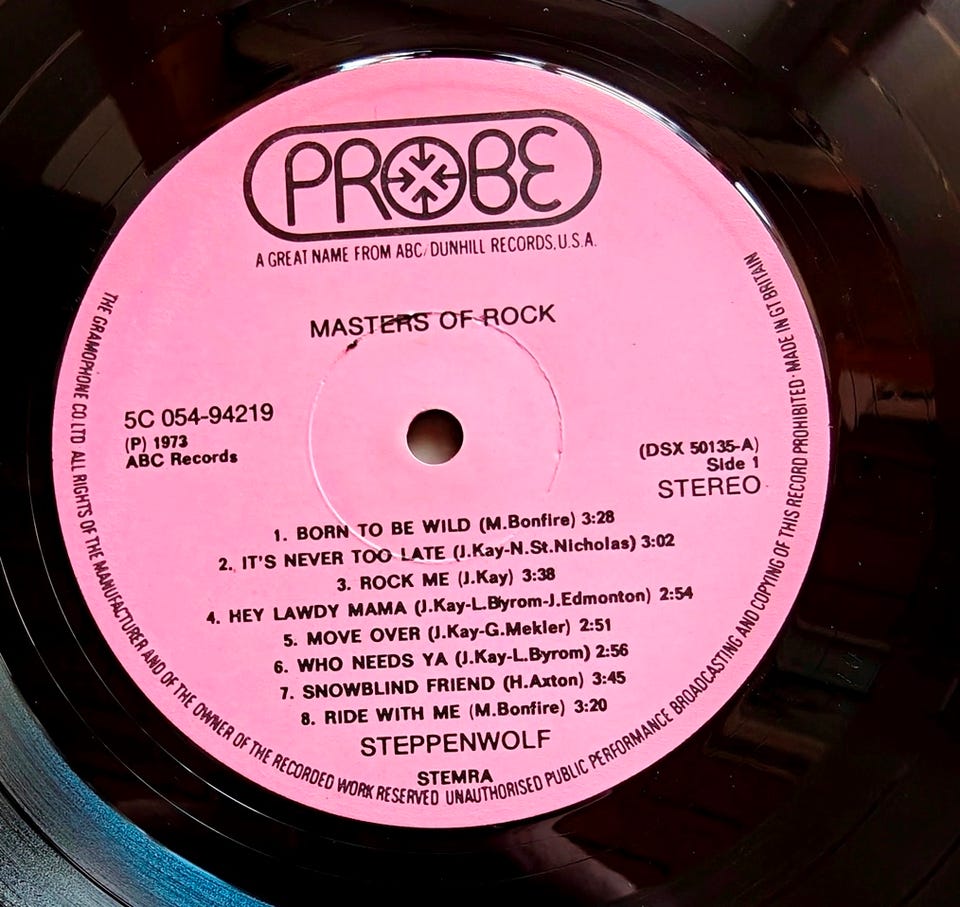 PROBE
A GREAT NAME FROM ABC/DUNHILL RECORDS, U.S.A.
MASTERS OF ROCK
5C 054-94219
(P) 1973
ABC Records
(DSX 50135-A)
Side 1
STEREO
1. BORN TO BE WILD (M.Bonfire) 3:28
2. IT'S NEVER TOO LATE (J.Kay-N.St.Nicholas) 3:02
3. ROCK ME (J.Kay) 3:38
4. HEY LAWDY MAMA (J.Kay-L.Byrom-J.Edmonton) 2:54
5. MOVE OVER (J.Kay-G.Mekler) 2:51
6. WHO NEEDS YA (J.Kay-L.Byrom) 2:56
7. SNOWBLIND FRIEND (H.Axton) 3:45
8. RIDE WITH ME (M.Bonfire) 3:20
STEPPENWOLF
STEMRA
THE GRAMOPHONE CO LTD ALL RIGHTS OF THE MANUFACTURER AND OF THE OWNER OF THE RECORDED WORK RESERVED UNAUTHORISED PUBLIC PERFORMANCE BROADCASTING AND COPYING OF THIS RECORD PROHIBITED · MADE IN GT BRITAIN